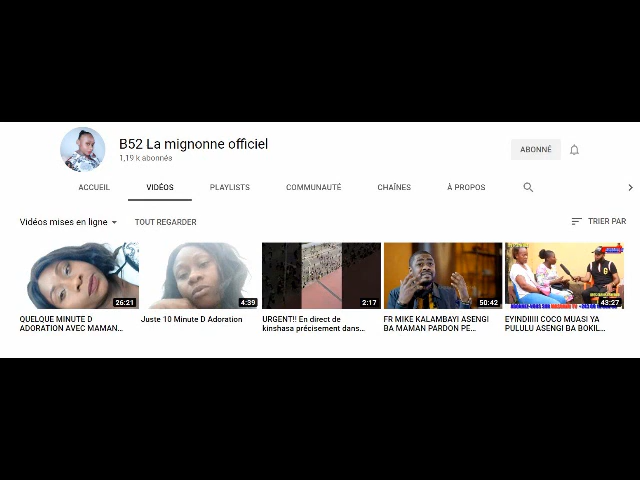 B52 La mignonne officiel
1,19 k abonnés
ABONNÉ
ACCUEIL VIDÉOS PLAYLISTS COMMUNAUTÉ CHAÎNES À PROPOS
Vidéos mises en ligne TOUT REGARDER TRIER PAR
26:21
4:39
2:17
50:42
43:27
QUELQUE MINUTE D
ADORATION AVEC MAMAN...
Juste 10 Minute D Adoration
URGENT!! En direct de
kinshasa précisement dans...
FR MIKE KALAMBAYI ASENGI
BA MAMAN PARDON PE...
EYINDIIIII COCO MUASI YA
PULULU ASENGI BA BOKIL...